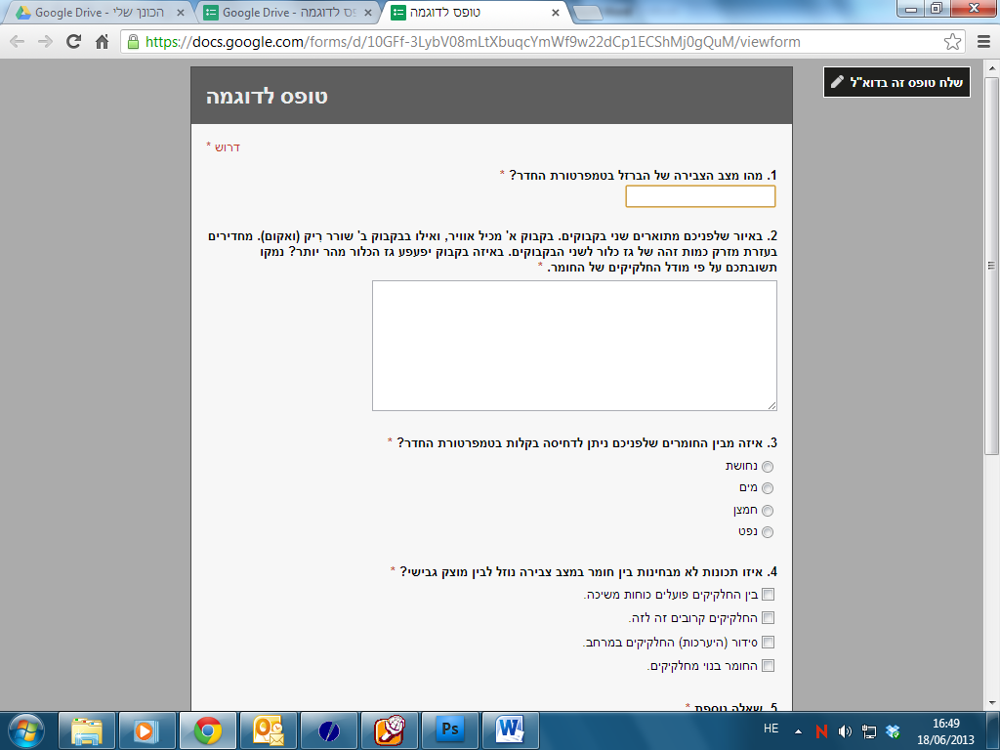 Google Drive - הכונן שלי
Google Drive - פס לדוגמה
טופס לדוגמה
https://docs.google.com/forms/d/10GFf-3LybV08mLtXbuqcYmWf9w22dCp1ECShMj0gQuM/viewform
שלח טופס זה בדוא"ל
טופס לדוגמה
דרוש *
1. מהו מצב הצבירה של הברזל בטמפרטורת החדר? *
2. באיור שלפניכם מתוארים שני בקבוקים. בקבוק א' מכיל אוויר, ואילו בבקבוק ב' שורר רִיק (ואקום). מחדירים
בעזרת מזרק כמות זהה של גז כלור לשני הבקבוקים. באיזה בקבוק יפעפע גז הכלור מהר יותר? נמקו
תשובתכם על פי מודל החלקיקים של החומר. *
3. איזה מבין החומרים שלפניכם ניתן לדחיסה בקלות בטמפרטורת החדר? *
נחושת
מים
חמצן
נפט
4. איזו תכונות לא מבחינות בין חומר במצב צבירה נוזל לבין מוצק גבישי? *
בין החלקיקים פועלים כוחות משיכה.
החלקיקים קרובים זה לזה.
סידור (היערכות) החלקיקים במרחב.
החומר בנוי מחלקיקים.
5. שאלה נוספת *
Ps
W
HE
N
16:49
18/06/2013